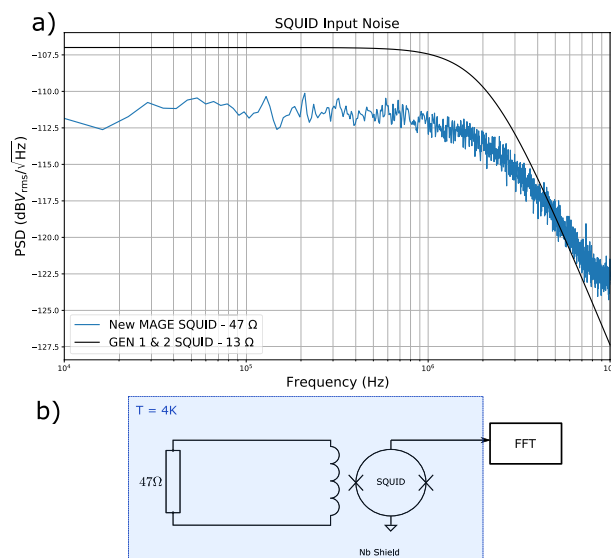 a)
SQUID Input Noise
−107.5
−110.0
−112.5
−115.0
−117.5
−120.0
−122.5
−125.0
−127.5
PSD (dBVrms/√Hz)
New MAGE SQUID - 47 Ω
GEN 1 & 2 SQUID - 13 Ω
10⁴ 10⁵ 10⁶ 10
Frequency (Hz)
b)
T = 4K
47Ω
SQUID
FFT
Nb Shield